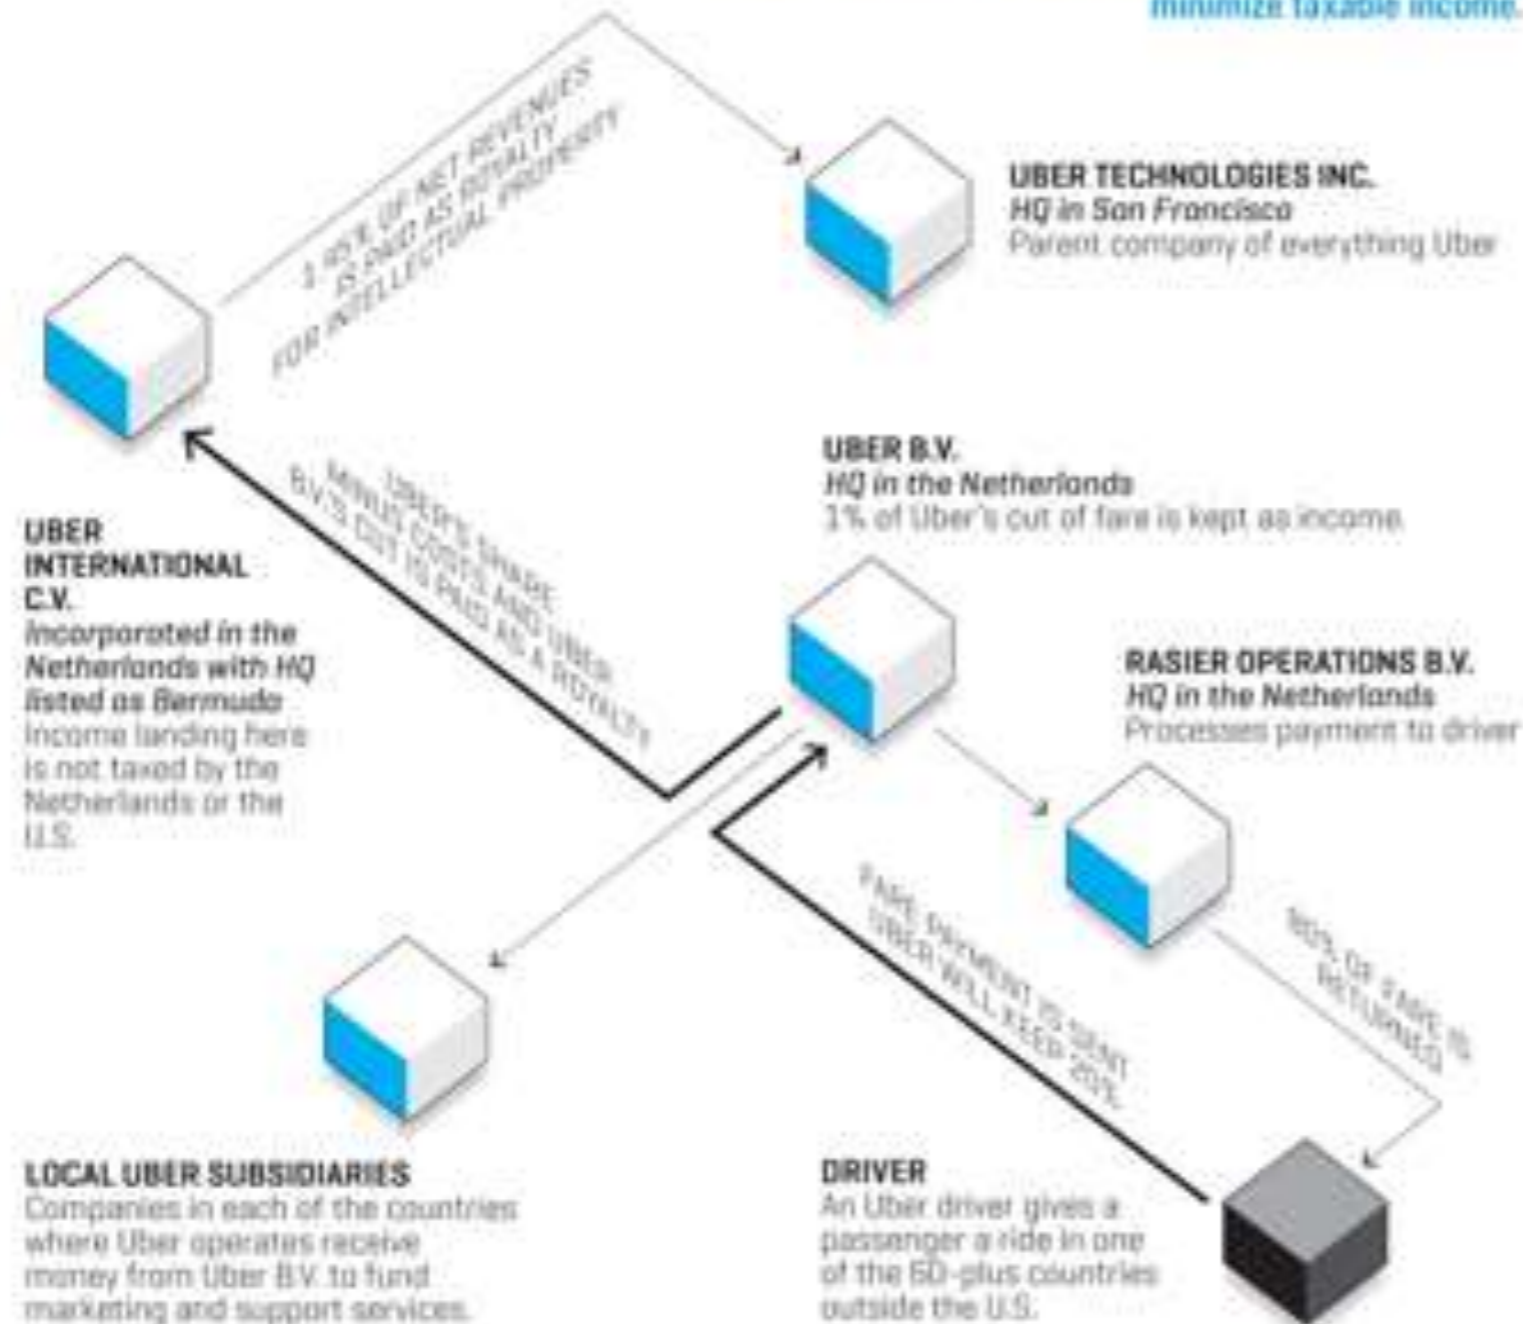 minimize taxable income.
1.45% OF NET REVENUES
IS PAID AS ROYALTY
FOR INTELLECTUAL PROPERTY
UBER TECHNOLOGIES INC.
HQ in San Francisco
Parent company of everything Uber
UBER B.V.
HQ in the Netherlands
1% of Uber's cut of fare is kept as income.
UBER'S SHARE
MINUS COSTS AND UBER
B.V.'S CUT IS PAID AS A ROYALTY
UBER
INTERNATIONAL
C.V.
Incorporated in the
Netherlands with HQ
listed as Bermuda
Income landing here
is not taxed by the
Netherlands or the
U.S.
RASIER OPERATIONS B.V.
HQ in the Netherlands
Processes payment to driver
FARE PAYMENT IS SENT
UBER WILL KEEP 20%.
80% OF FARE IS
RETURNED
LOCAL UBER SUBSIDIARIES
Companies in each of the countries
where Uber operates receive
money from Uber B.V. to fund
marketing and support services.
DRIVER
An Uber driver gives a
passenger a ride in one
of the 60-plus countries
outside the U.S.